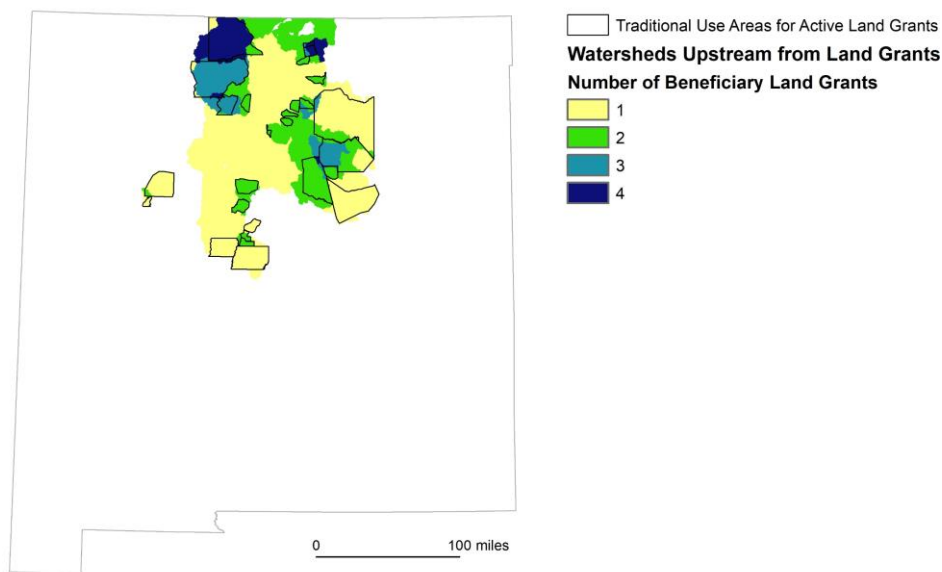 Traditional Use Areas for Active Land Grants
Watersheds Upstream from Land Grants
Number of Beneficiary Land Grants
1
2
3
4
0 100 miles